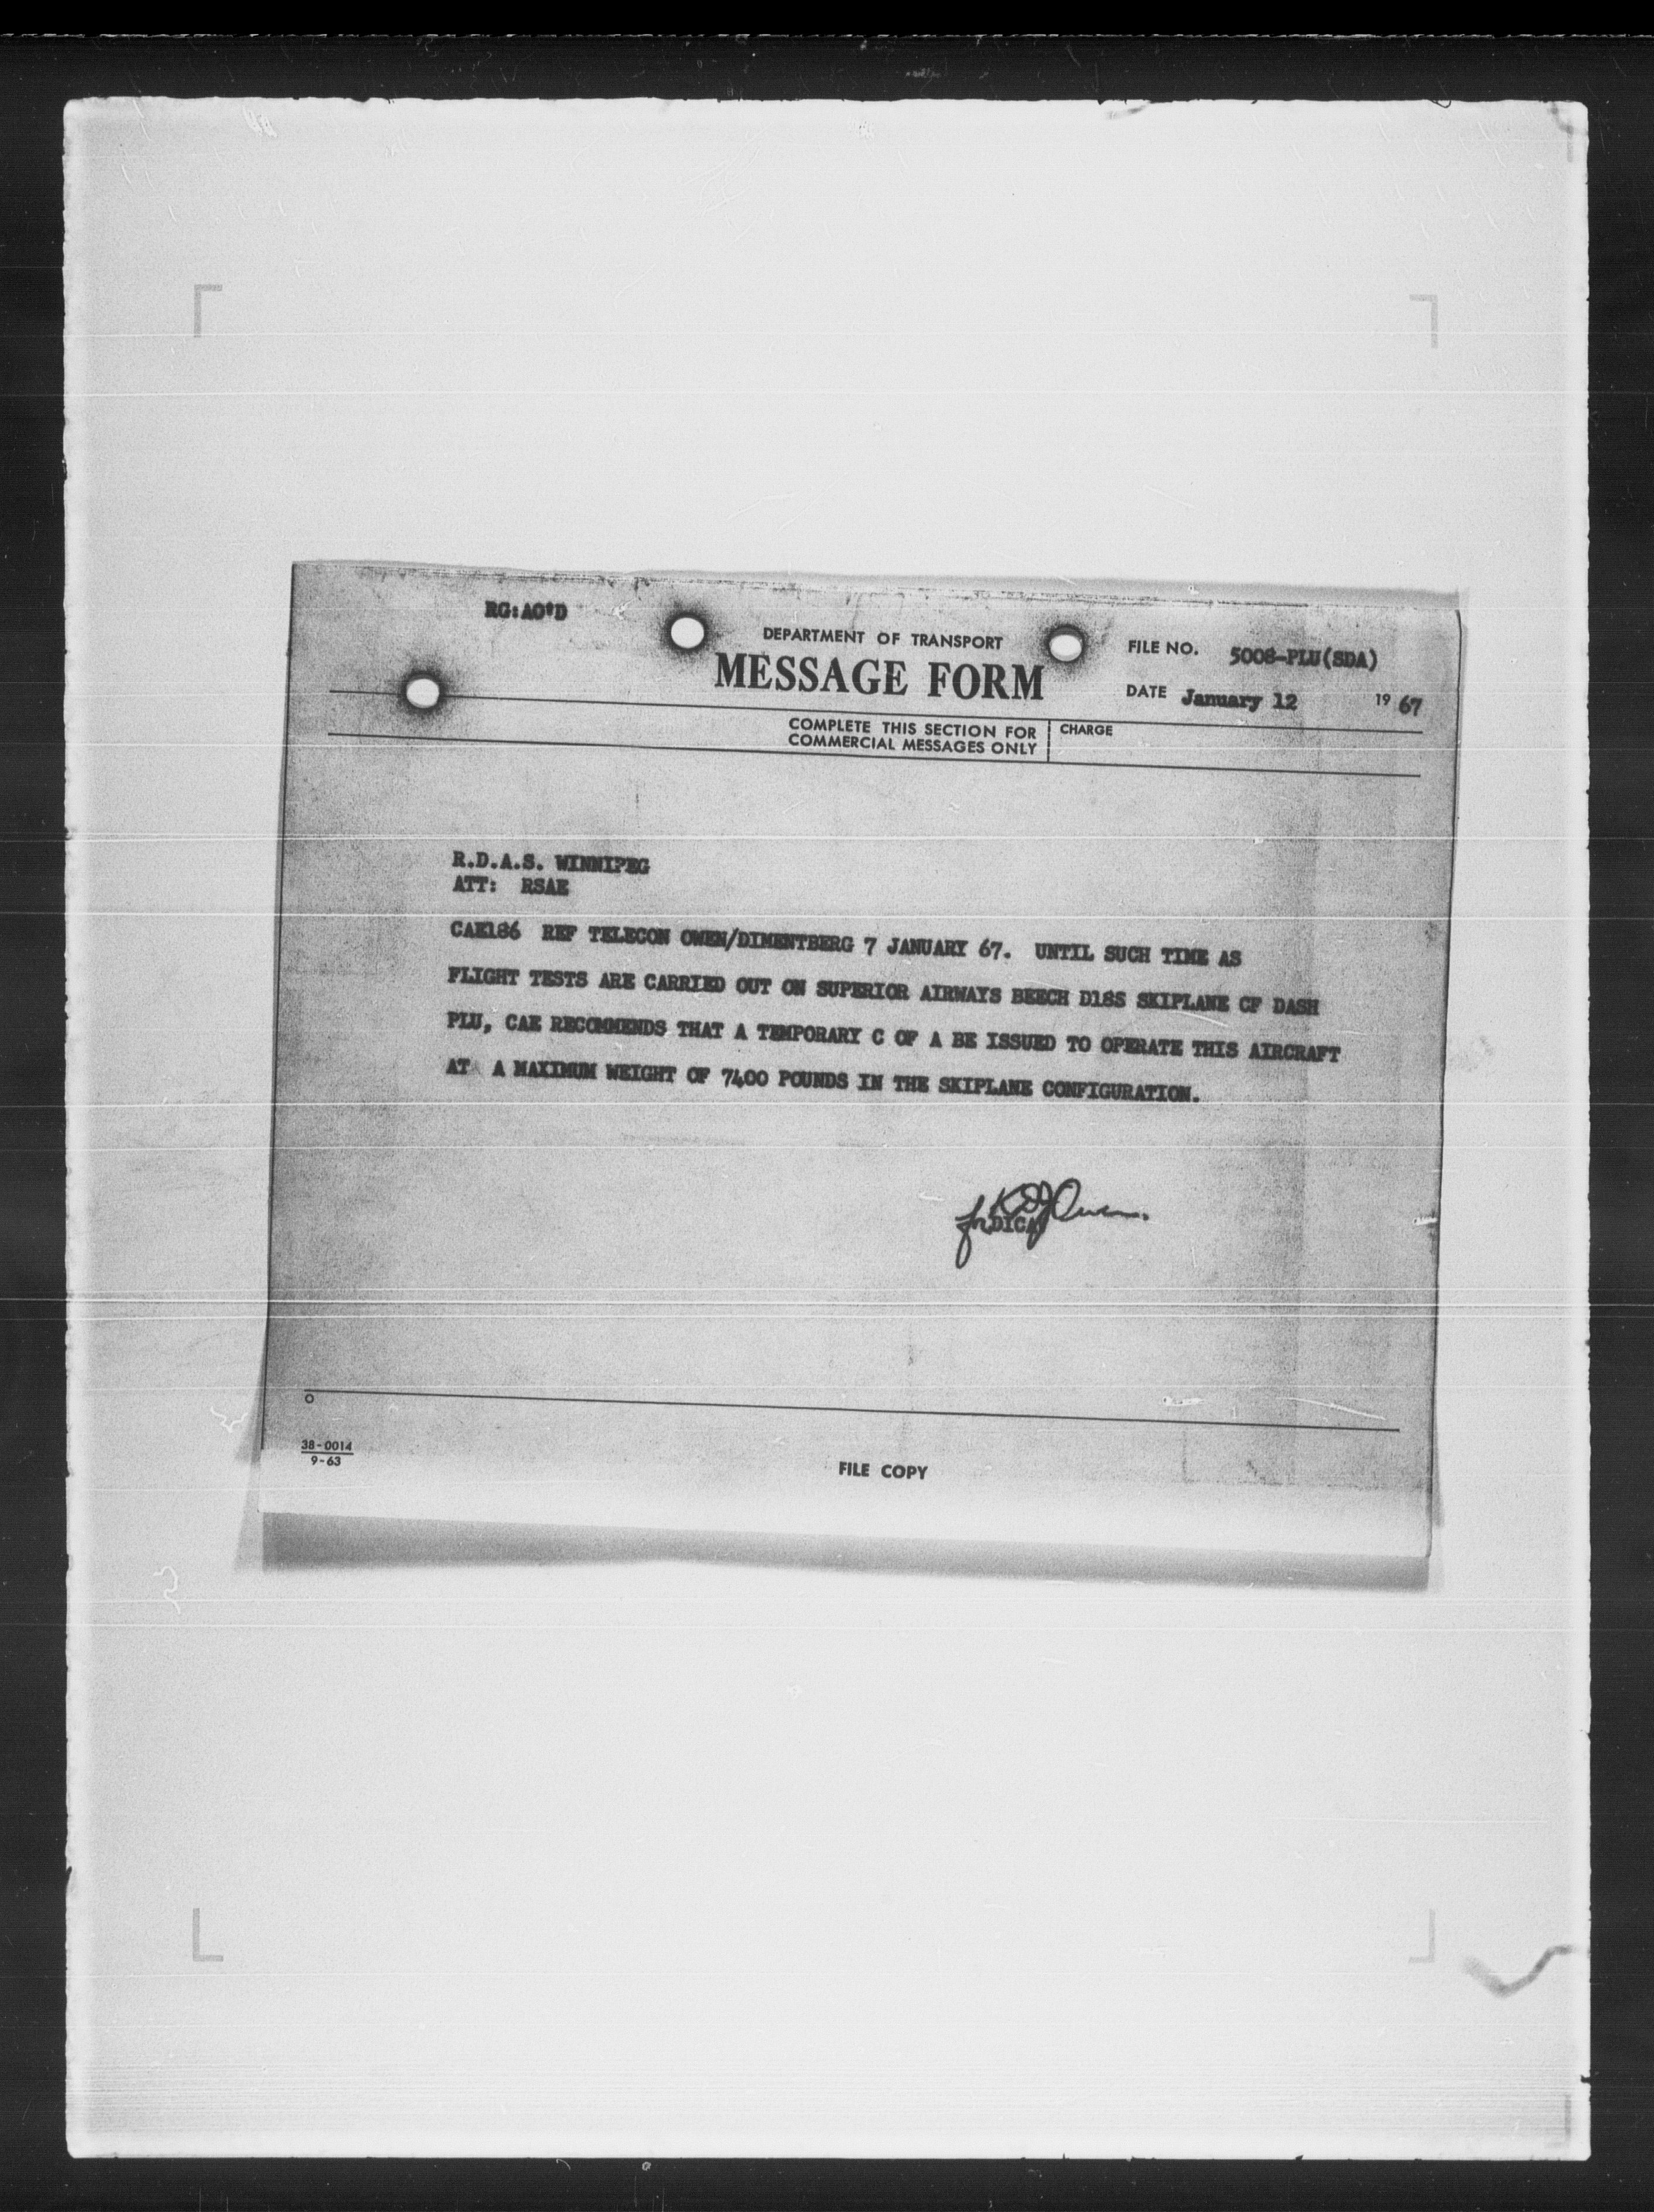 RG:AO'D
DEPARTMENT OF TRANSPORT
MESSAGE FORM
FILE NO. 5008-PLU(SDA)
DATE January 12 19 67
COMPLETE THIS SECTION FOR
COMMERCIAL MESSAGES ONLY
CHARGE
R.D.A.S. WINNIPEG
ATT: RSAE
CAE186 REF TELECON OWEN/DIMENTBERG 7 JANUARY 67. UNTIL SUCH TIME AS
FLIGHT TESTS ARE CARRIED OUT ON SUPERIOR AIRWAYS BEECH D18S SKIPLANE CF DASH
PLU, CAE RECOMMENDS THAT A TEMPORARY C OF A BE ISSUED TO OPERATE THIS AIRCRAFT
AT A MAXIMUM WEIGHT OF 7400 POUNDS IN THE SKIPLANE CONFIGURATION.
KDJOwen.
for DICA
38-0014
9-63
FILE COPY